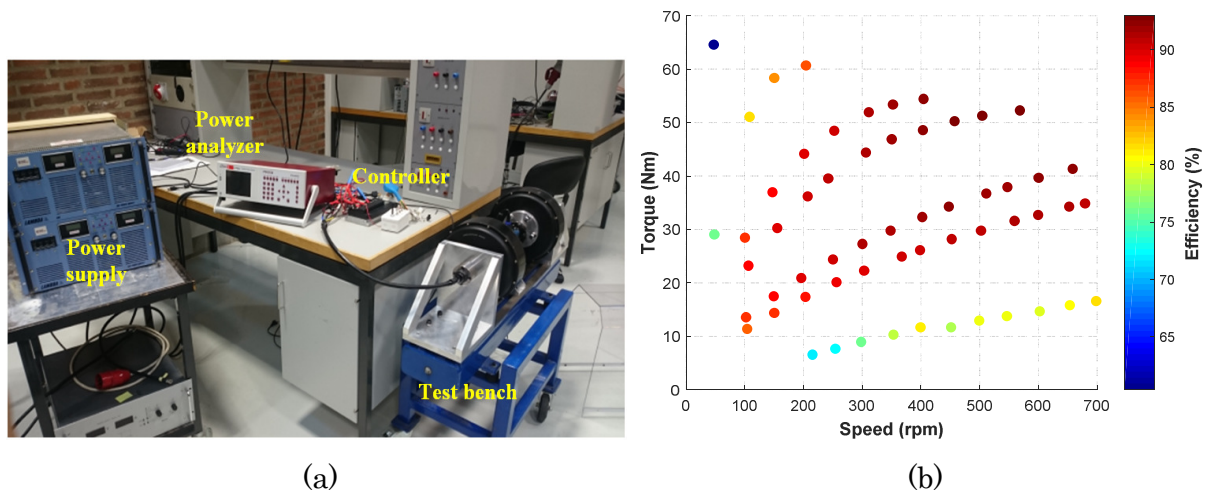 Power
analyzer
Controller
Power
supply
Test bench
(a)
70
60
50
40
30
20
10
0
Torque (Nm)
0 100 200 300 400 500 600 700
Speed (rpm)
90
85
80
75
70
65
Efficiency (%)
(b)